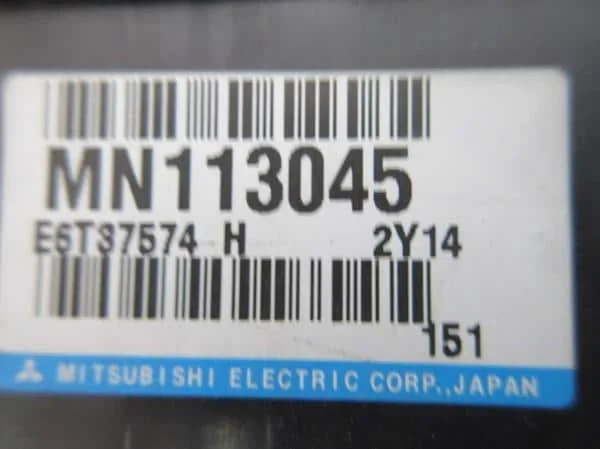 MN113045
E6T37574 H 2Y14
151
MITSUBISHI ELECTRIC CORP.,JAPAN